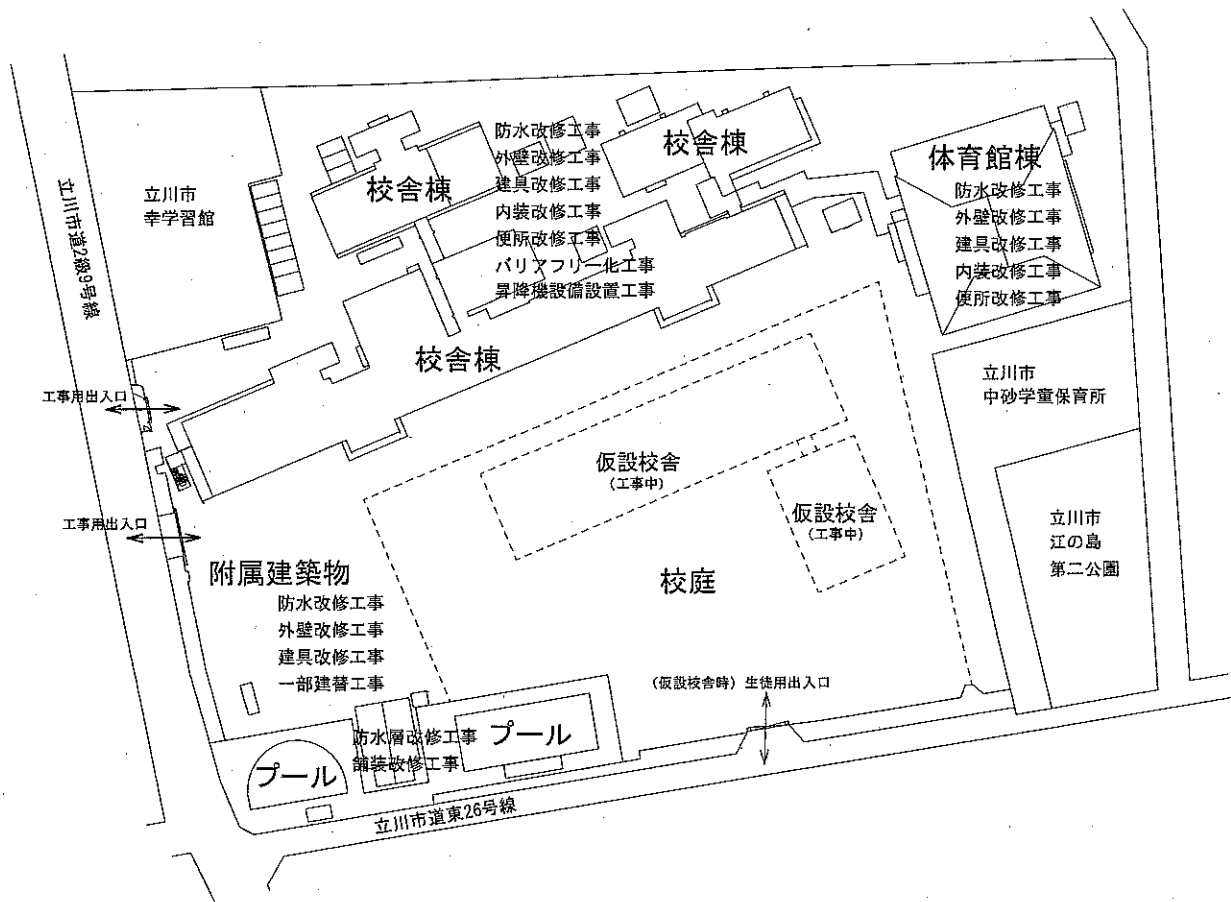 立川市道2級9号線
立川市
幸学習館
校舎棟
防水改修工事
外壁改修工事
建具改修工事
内装改修工事
便所改修工事
バリアフリー化工事
昇降機設備設置工事
校舎棟
体育館棟
防水改修工事
外壁改修工事
建具改修工事
内装改修工事
便所改修工事
校舎棟
工事用出入口
工事用出入口
立川市
中砂学童保育所
仮設校舎
(工事中)
仮設校舎
(工事中)
立川市
江の島
第二公園
附属建築物
防水改修工事
外壁改修工事
建具改修工事
一部建替工事
校庭
(仮設校舎時) 生徒用出入口
防水層改修工事
舗装改修工事
プール
プール
立川市道東26号線